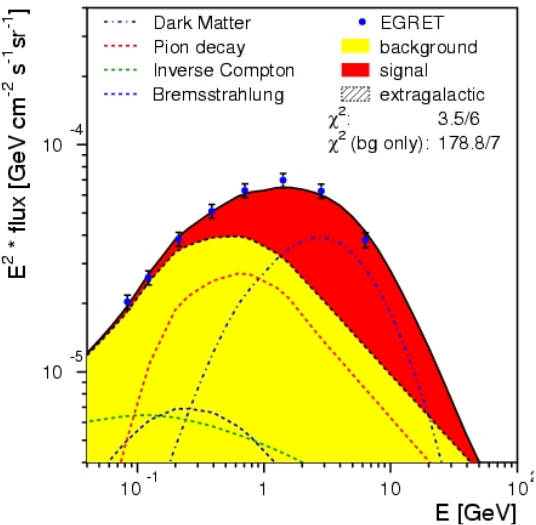 Dark Matter
Pion decay
Inverse Compton
Bremsstrahlung
EGRET
background
signal
extragalactic
χ²: 3.5/6
χ² (bg only): 178.8/7
E² * flux [GeV cm⁻² s⁻¹ sr⁻¹]
10⁻⁴
10⁻⁵
10⁻¹ 1 10 10²
E [GeV]